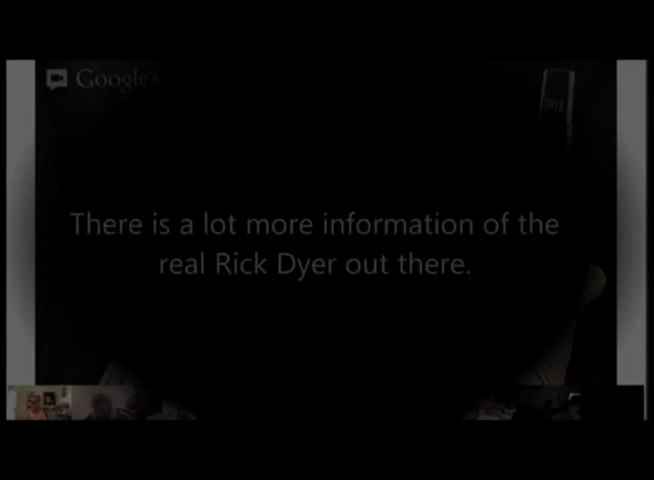 Google+
There is a lot more information of the
real Rick Dyer out there.